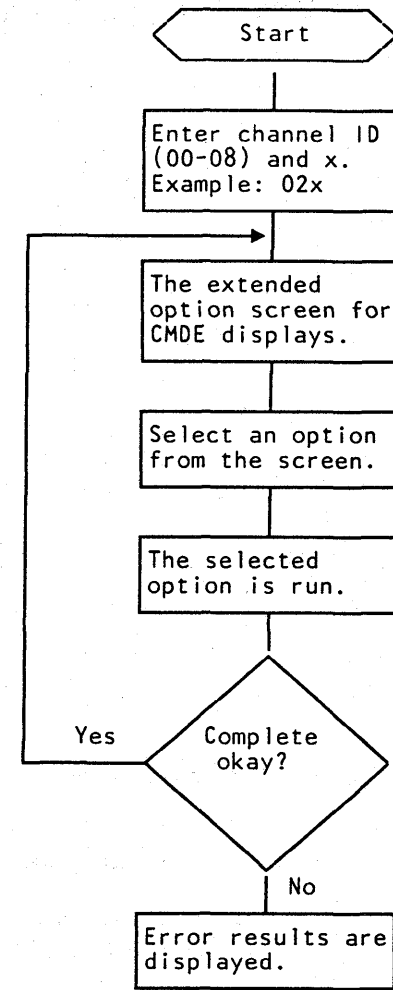 Start
Enter channel ID
(00-08) and x.
Example: 02x
The extended
option screen for
CMDE displays.
Select an option
from the screen.
The selected
option is run.
Yes
Complete
okay?
No
Error results are
displayed.